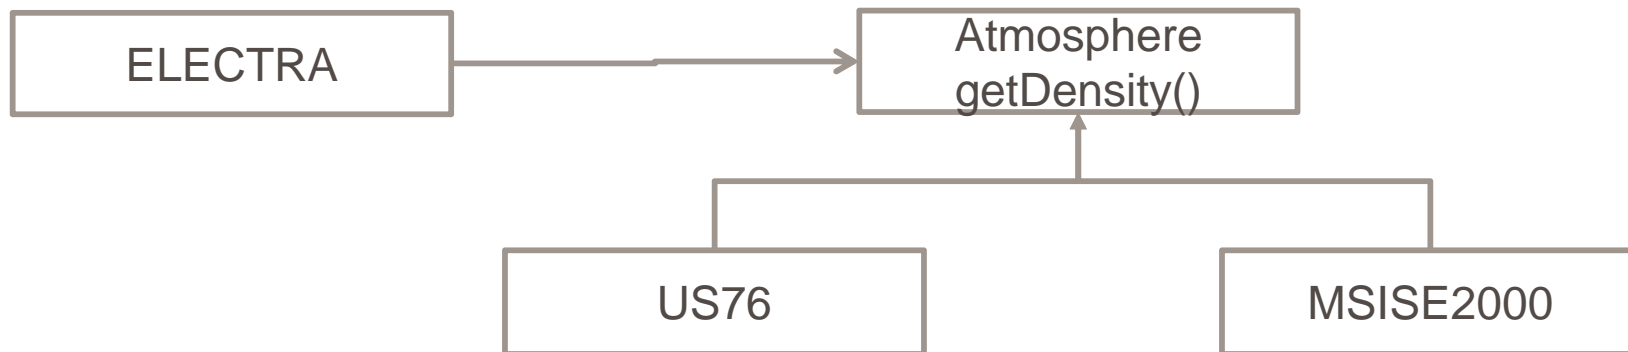 ELECTRA
Atmosphere
getDensity()
US76
MSISE2000